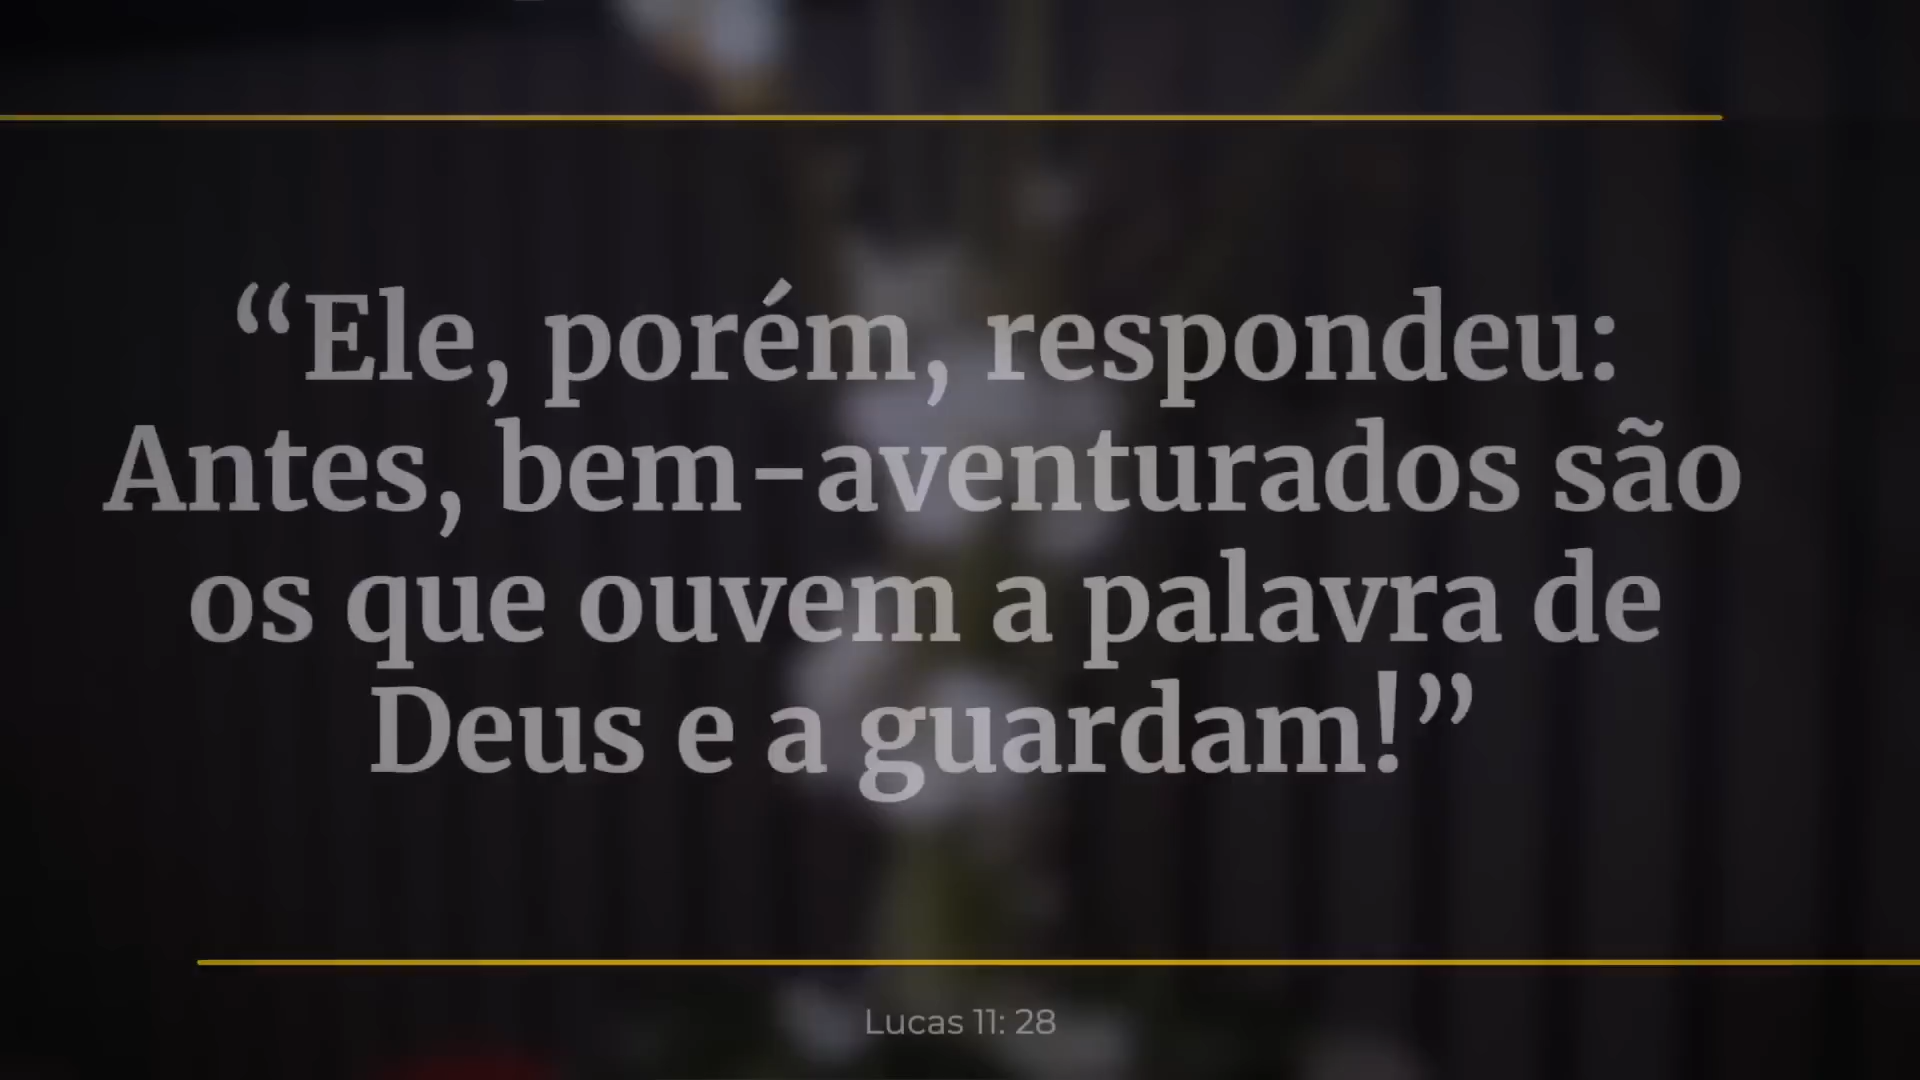 “Ele, porém, respondeu:
Antes, bem-aventurados são
os que ouvem a palavra de
Deus e a guardam!”
Lucas 11: 28